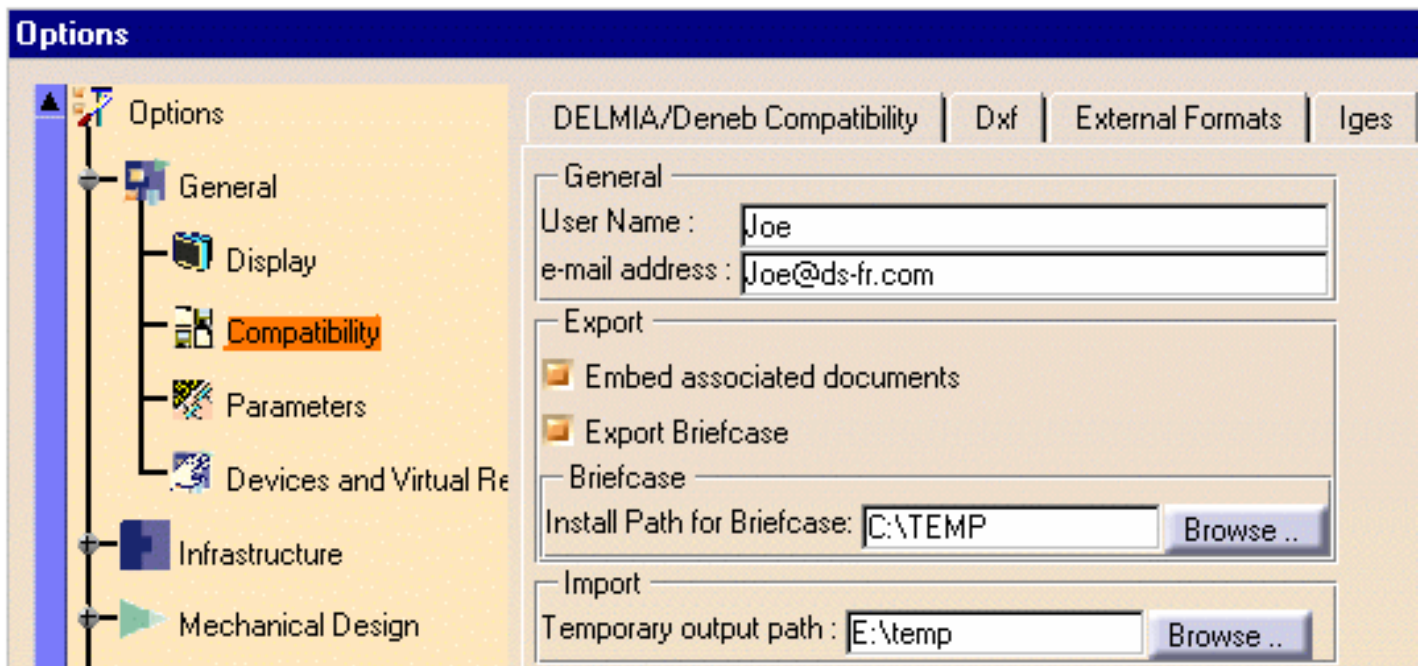 Options
Options
General
Display
Compatibility
Parameters
Devices and Virtual Re
Infrastructure
Mechanical Design
DELMIA/Deneb Compatibility Dxf External Formats Iges
General
User Name : Joe
e-mail address : Joe@ds-fr.com
Export
Embed associated documents
Export Briefcase
Briefcase
Install Path for Briefcase: C:\TEMP Browse ..
Import
Temporary output path : E:\temp Browse ..